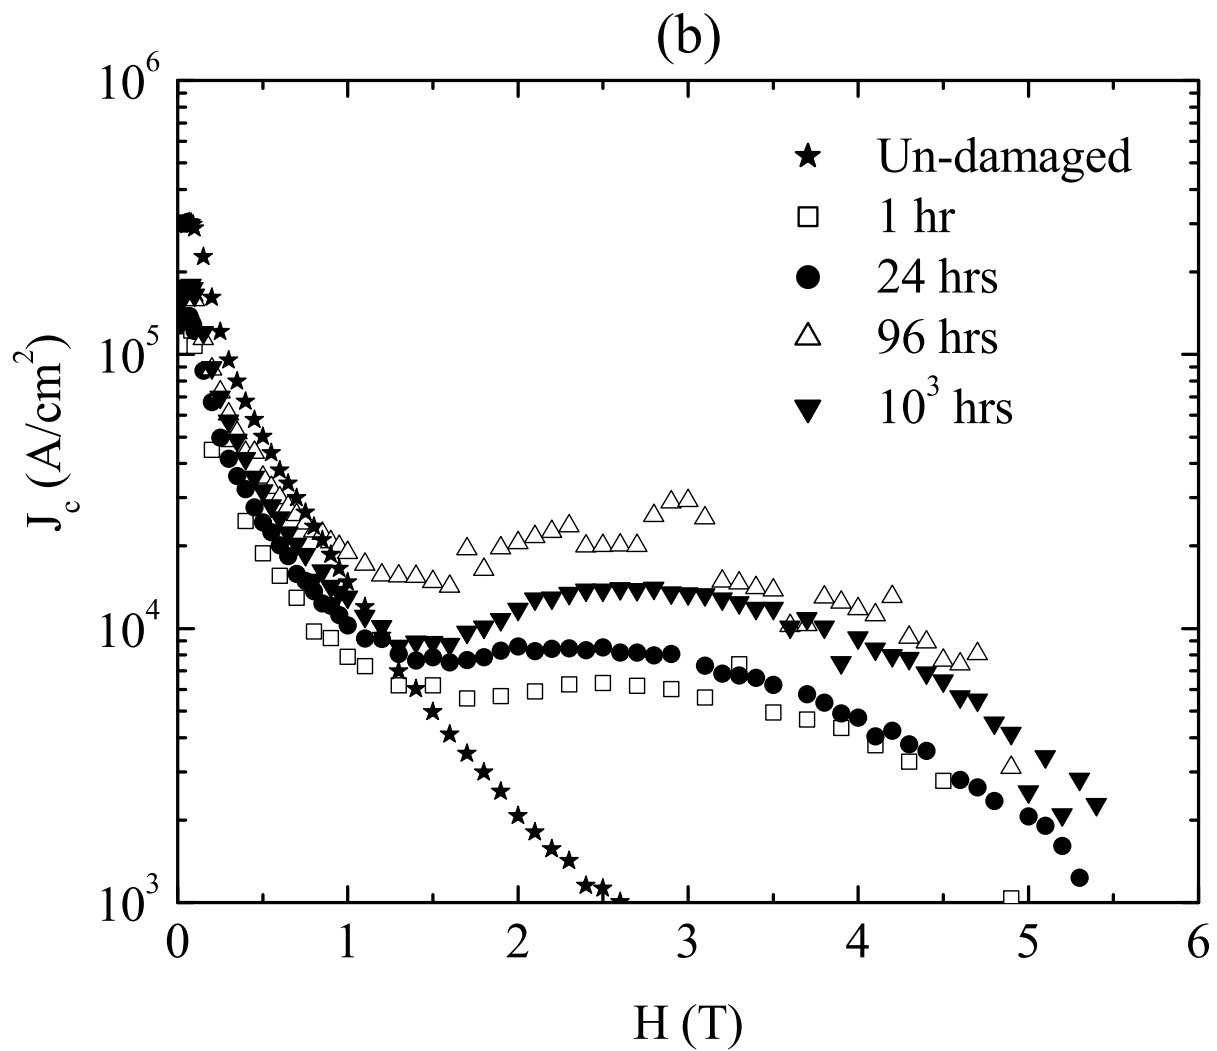 (b)
J_c (A/cm^2)
10^6
10^5
10^4
10^3
Un-damaged
1 hr
24 hrs
96 hrs
10^3 hrs
0 1 2 3 4 5 6
H (T)